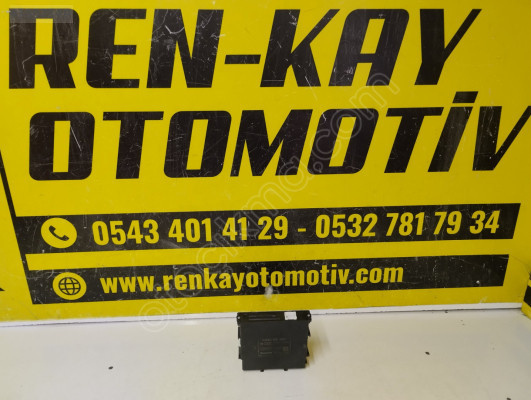 REN-KAY
OTOMOTİV
0543 401 41 29 - 0532 781 79 34
www.renkayotomotiv.com